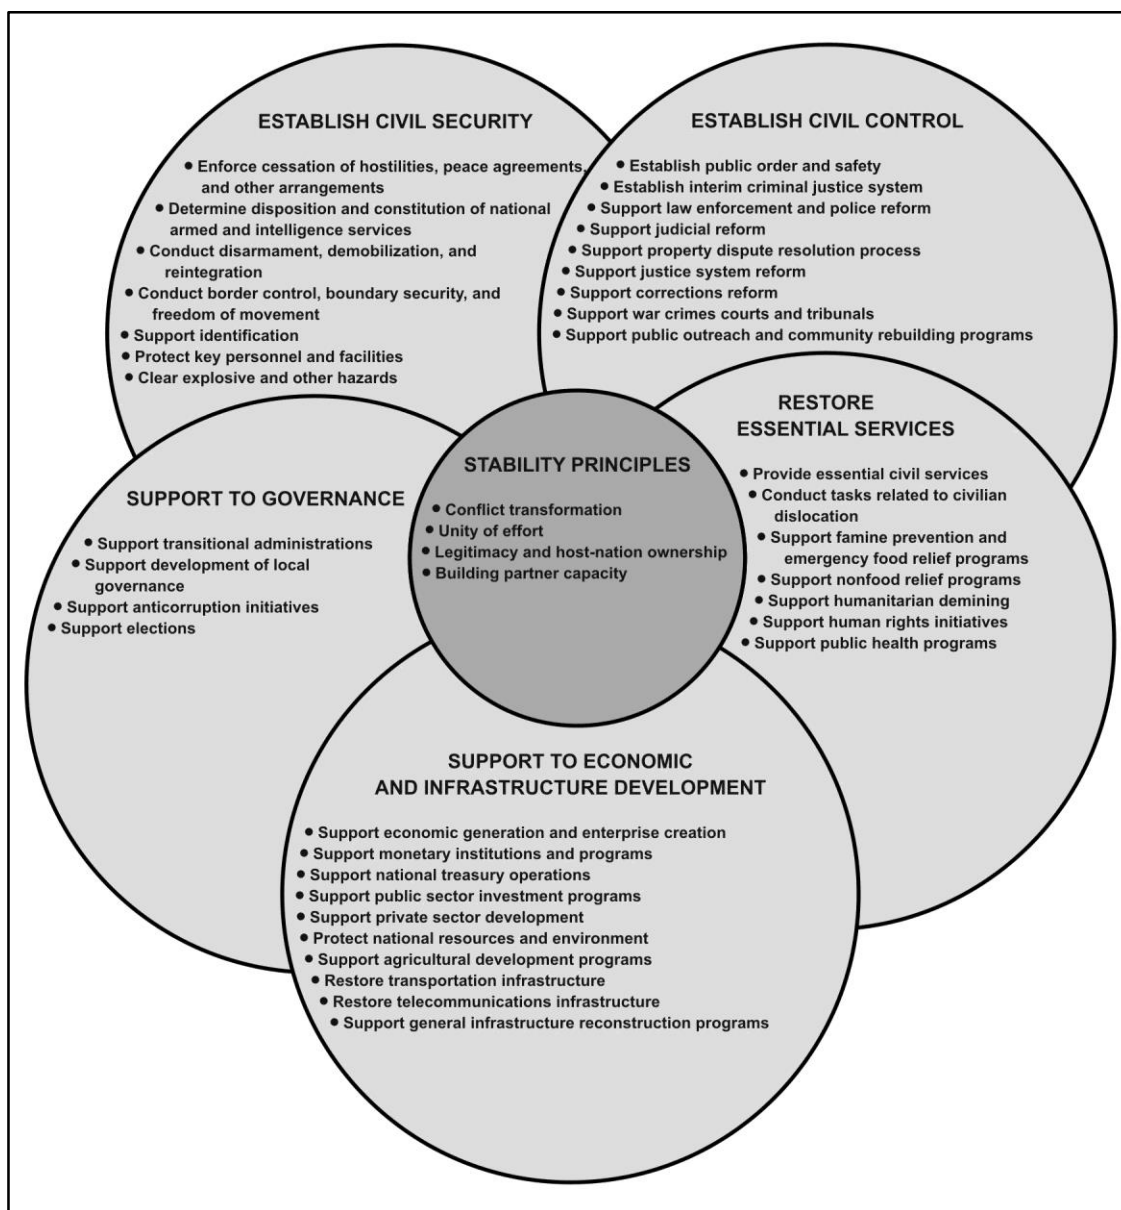 ESTABLISH CIVIL SECURITY
• Enforce cessation of hostilities, peace agreements,
and other arrangements
• Determine disposition and constitution of national
armed and intelligence services
• Conduct disarmament, demobilization, and
reintegration
• Conduct border control, boundary security, and
freedom of movement
• Support identification
• Protect key personnel and facilities
• Clear explosive and other hazards
ESTABLISH CIVIL CONTROL
• Establish public order and safety
• Establish interim criminal justice system
• Support law enforcement and police reform
• Support judicial reform
• Support property dispute resolution process
• Support justice system reform
• Support corrections reform
• Support war crimes courts and tribunals
• Support public outreach and community rebuilding programs
SUPPORT TO GOVERNANCE
• Support transitional administrations
• Support development of local
governance
• Support anticorruption initiatives
• Support elections
STABILITY PRINCIPLES
• Conflict transformation
• Unity of effort
• Legitimacy and host-nation ownership
• Building partner capacity
RESTORE
ESSENTIAL SERVICES
• Provide essential civil services
• Conduct tasks related to civilian
dislocation
• Support famine prevention and
emergency food relief programs
• Support nonfood relief programs
• Support humanitarian demining
• Support human rights initiatives
• Support public health programs
SUPPORT TO ECONOMIC
AND INFRASTRUCTURE DEVELOPMENT
• Support economic generation and enterprise creation
• Support monetary institutions and programs
• Support national treasury operations
• Support public sector investment programs
• Support private sector development
• Protect national resources and environment
• Support agricultural development programs
• Restore transportation infrastructure
• Restore telecommunications infrastructure
• Support general infrastructure reconstruction programs